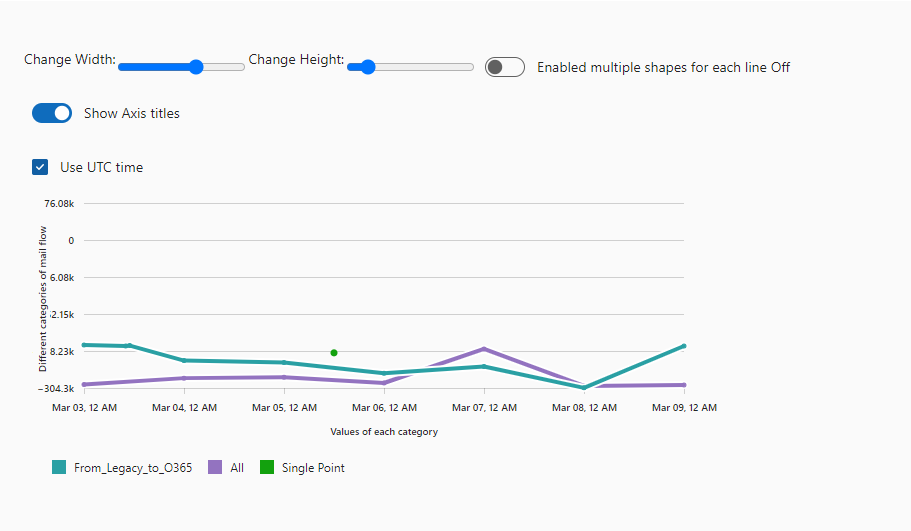 Change Width:
Change Height:
Enabled multiple shapes for each line Off
Show Axis titles
Use UTC time
76.08k
0
6.08k
2.15k
8.23k
−304.3k
Different categories of mail flow
Mar 03, 12 AM
Mar 04, 12 AM
Mar 05, 12 AM
Mar 06, 12 AM
Mar 07, 12 AM
Mar 08, 12 AM
Mar 09, 12 AM
Values of each category
From_Legacy_to_O365
All
Single Point